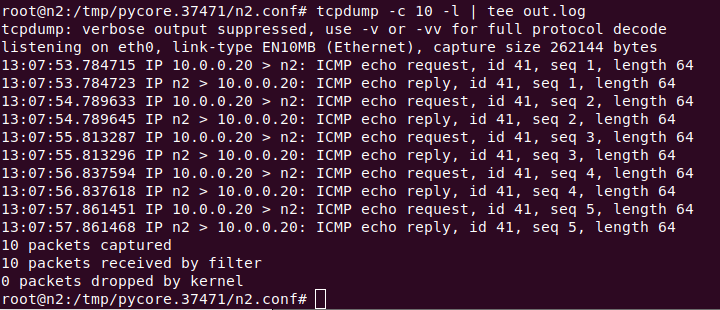 root@n2:/tmp/pycore.37471/n2.conf# tcpdump -c 10 -l | tee out.log
tcpdump: verbose output suppressed, use -v or -vv for full protocol decode
listening on eth0, link-type EN10MB (Ethernet), capture size 262144 bytes
13:07:53.784715 IP 10.0.0.20 > n2: ICMP echo request, id 41, seq 1, length 64
13:07:53.784723 IP n2 > 10.0.0.20: ICMP echo reply, id 41, seq 1, length 64
13:07:54.789633 IP 10.0.0.20 > n2: ICMP echo request, id 41, seq 2, length 64
13:07:54.789645 IP n2 > 10.0.0.20: ICMP echo reply, id 41, seq 2, length 64
13:07:55.813287 IP 10.0.0.20 > n2: ICMP echo request, id 41, seq 3, length 64
13:07:55.813296 IP n2 > 10.0.0.20: ICMP echo reply, id 41, seq 3, length 64
13:07:56.837594 IP 10.0.0.20 > n2: ICMP echo request, id 41, seq 4, length 64
13:07:56.837618 IP n2 > 10.0.0.20: ICMP echo reply, id 41, seq 4, length 64
13:07:57.861451 IP 10.0.0.20 > n2: ICMP echo request, id 41, seq 5, length 64
13:07:57.861468 IP n2 > 10.0.0.20: ICMP echo reply, id 41, seq 5, length 64
10 packets captured
10 packets received by filter
0 packets dropped by kernel
root@n2:/tmp/pycore.37471/n2.conf#